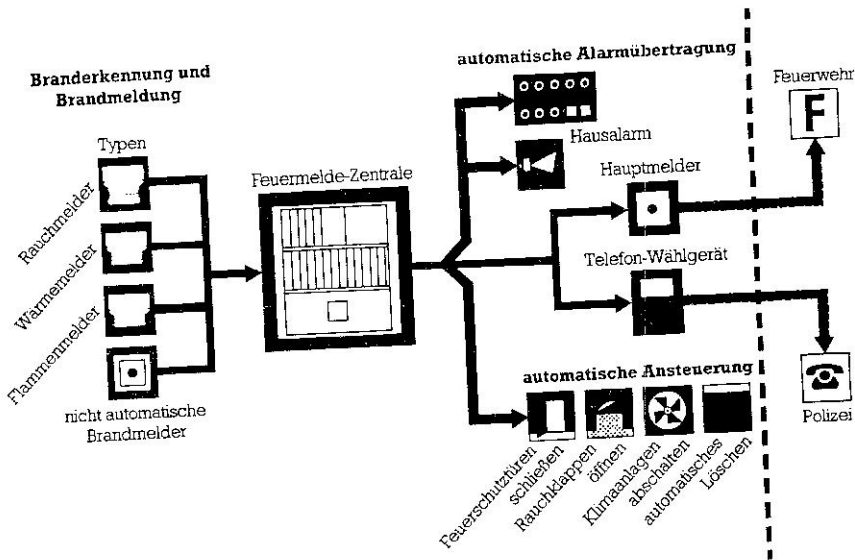 Branderkennung und
Brandmeldung
Typen
Rauchmelder
Wärmemelder
Flammenmelder
nicht automatische
Brandmelder
Feuermelde-Zentrale
automatische Alarmübertragung
Hausalarm
Hauptmelder
Telefon-Wählgerät
automatische Ansteuerung
Feuerschutztüren
schließen
Rauchklappen
öffnen
Klimaanlagen
abschalten
automatisches
Löschen
Feuerwehr
F
Polizei